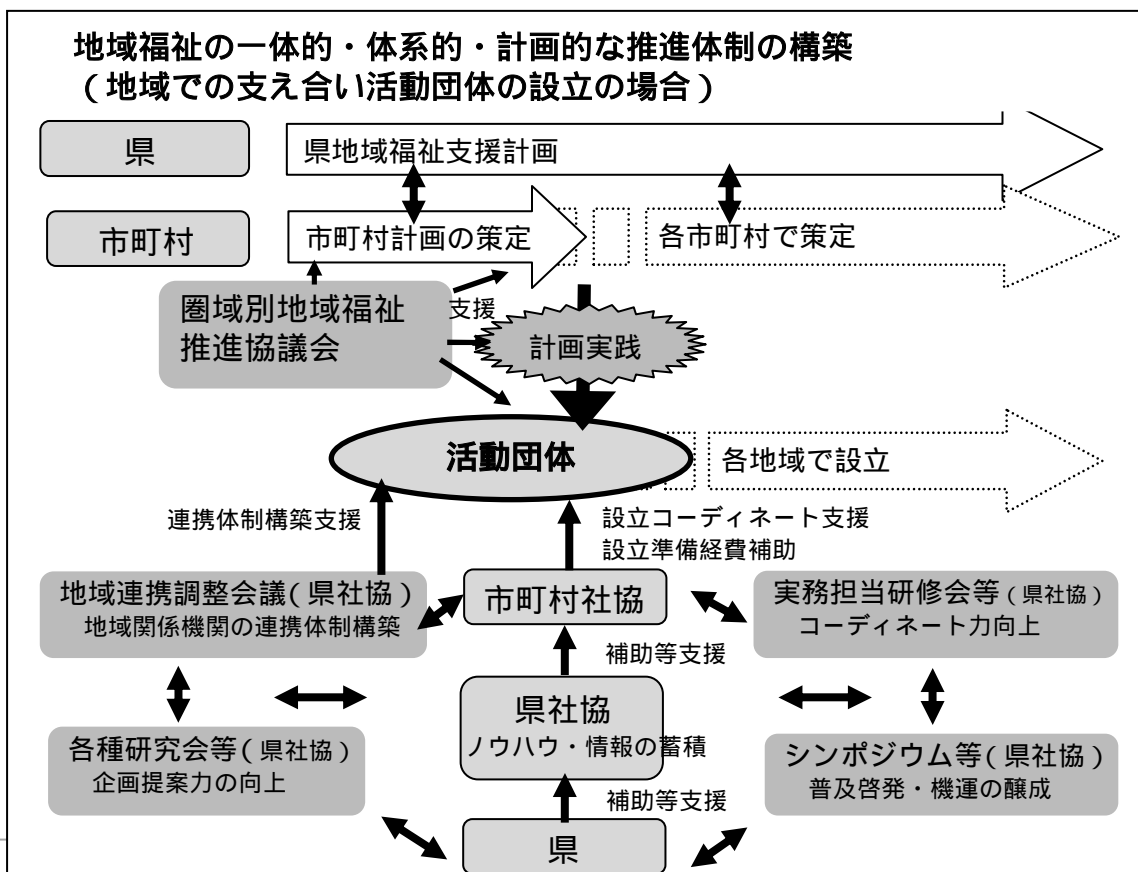 地域福祉の一体的・体系的・計画的な推進体制の構築
(地域での支え合い活動団体の設立の場合)
県
県地域福祉支援計画
市町村
市町村計画の策定
各市町村で策定
圏域別地域福祉
推進協議会
支援
計画実践
活動団体
各地域で設立
連携体制構築支援
設立コーディネート支援
設立準備経費補助
地域連携調整会議(県社協)
地域関係機関の連携体制構築
市町村社協
実務担当研修会等(県社協)
コーディネート力向上
補助等支援
県社協
ノウハウ・情報の蓄積
各種研究会等(県社協)
企画提案力の向上
シンポジウム等(県社協)
普及啓発・機運の醸成
補助等支援
県